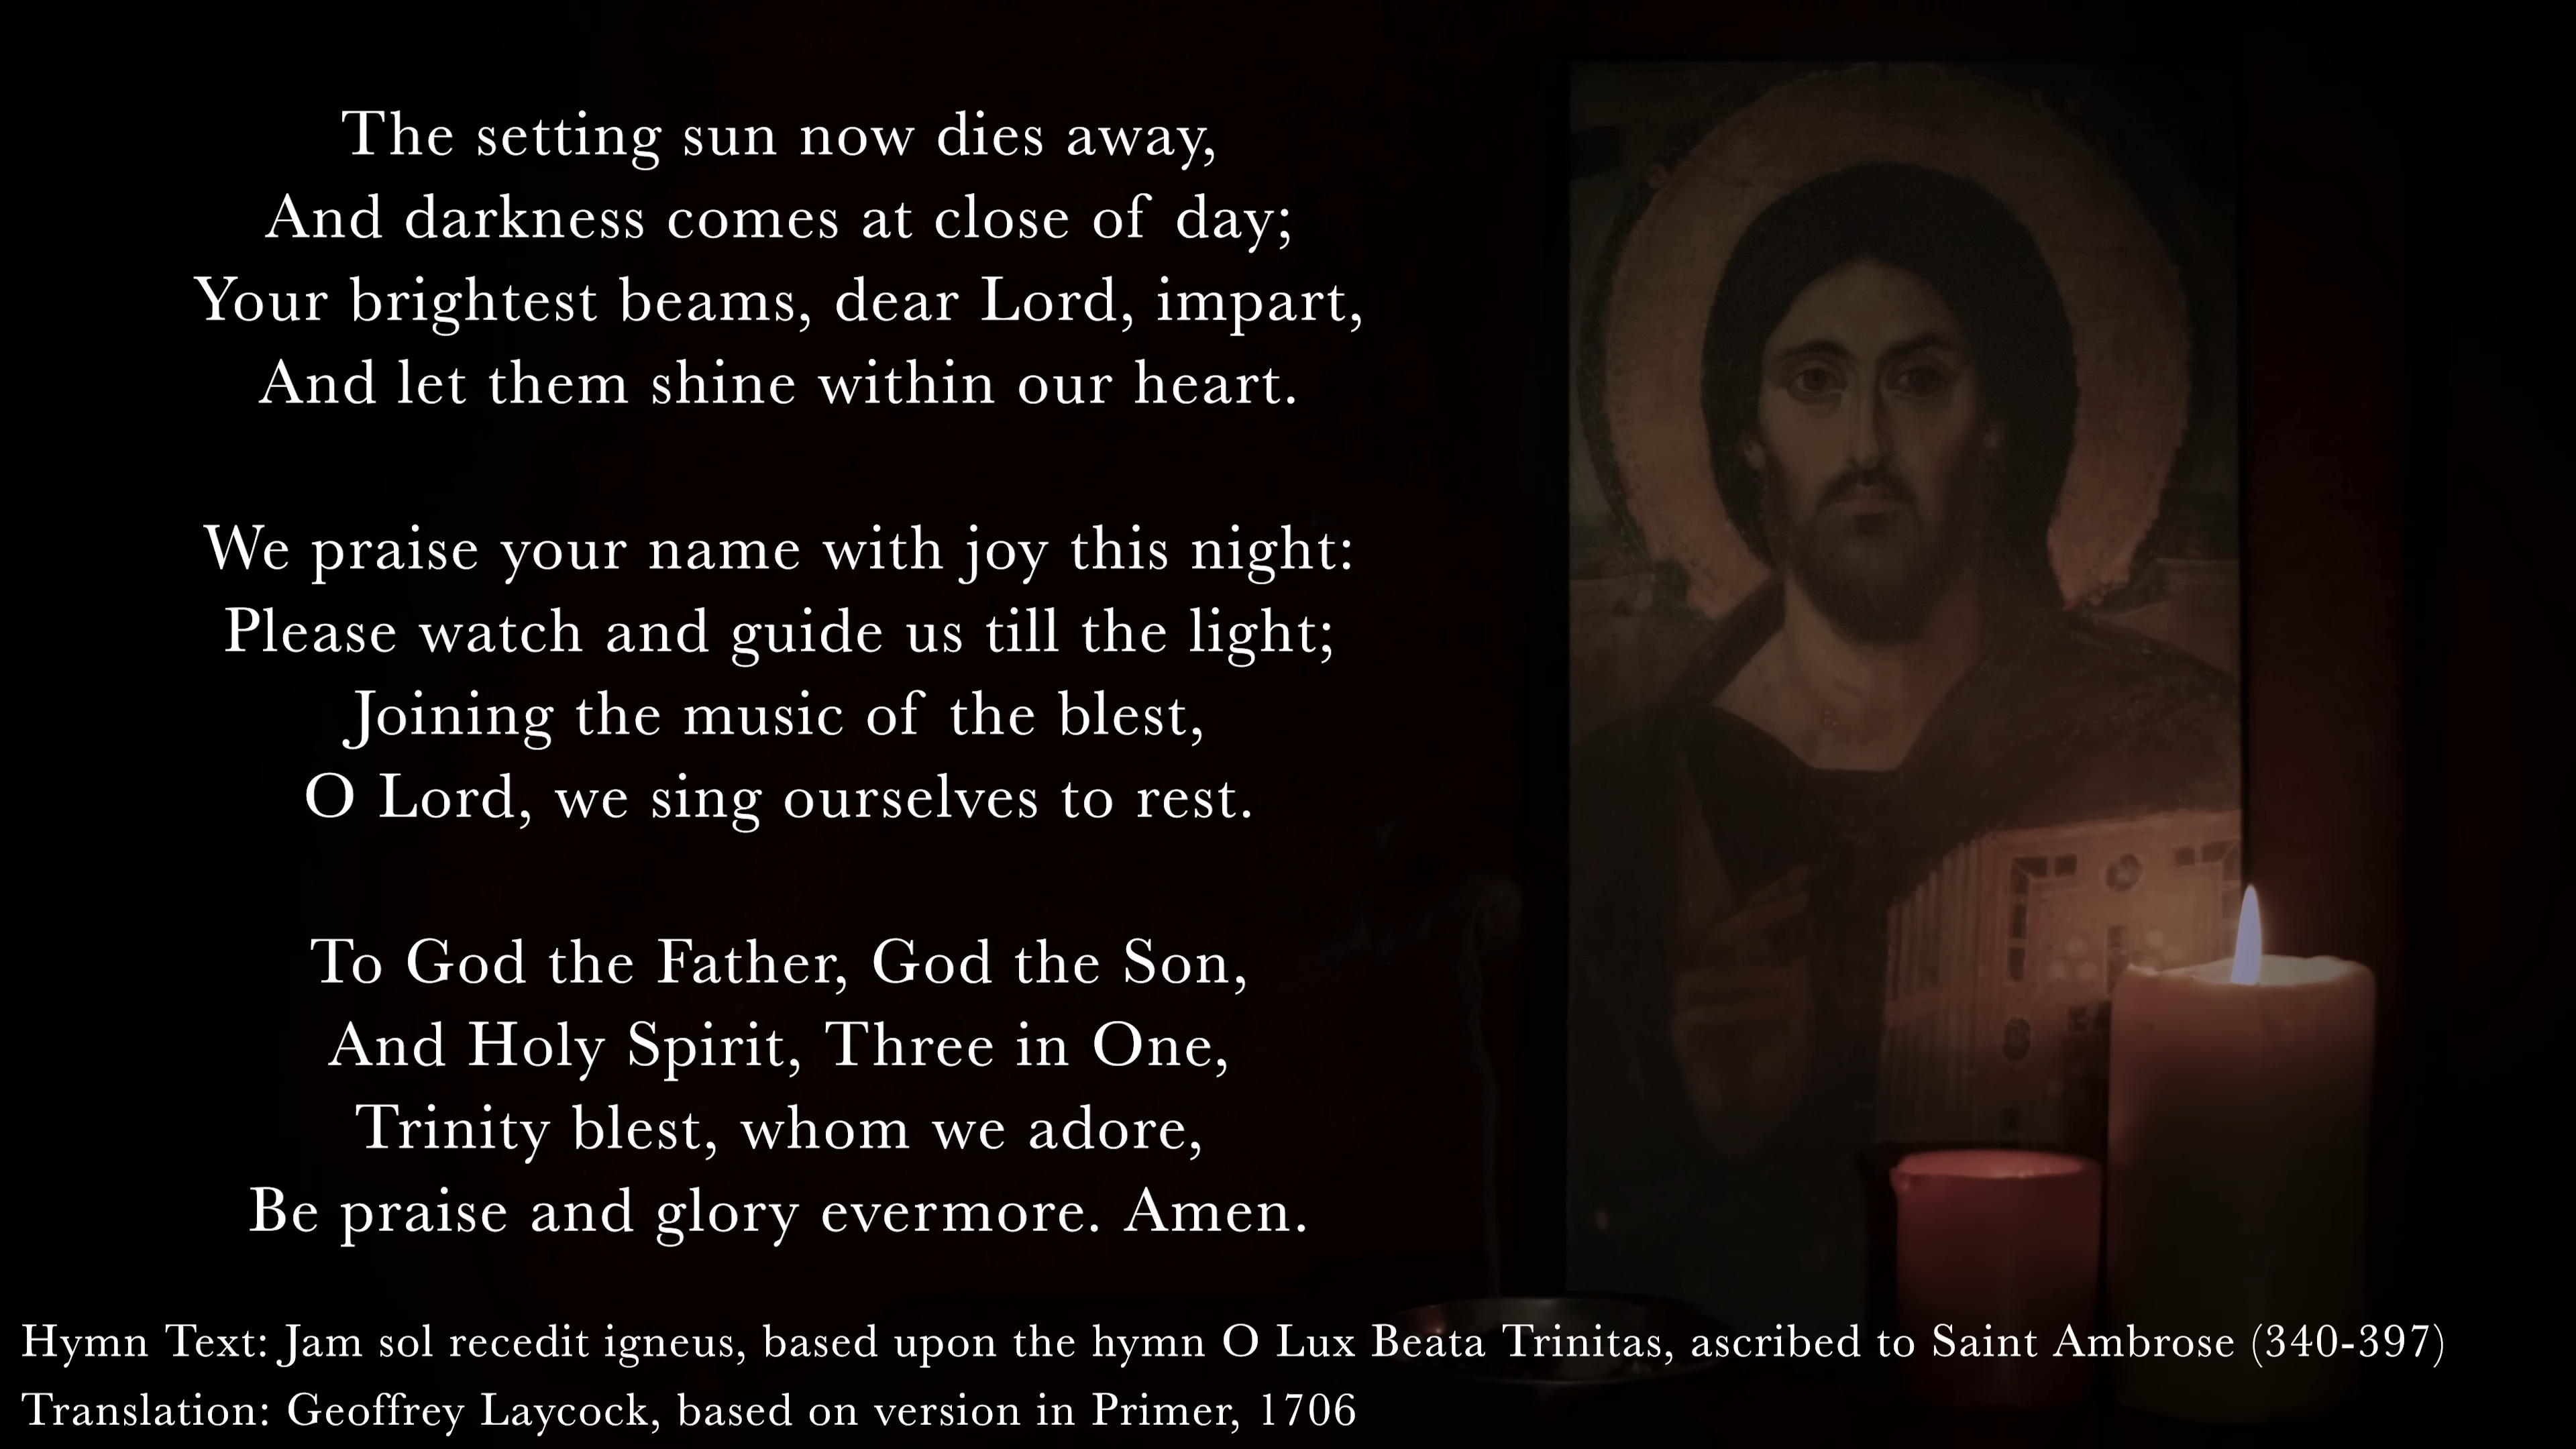 The setting sun now dies away,
And darkness comes at close of day;
Your brightest beams, dear Lord, impart,
And let them shine within our heart.
We praise your name with joy this night:
Please watch and guide us till the light;
Joining the music of the blest,
O Lord, we sing ourselves to rest.
To God the Father, God the Son,
And Holy Spirit, Three in One,
Trinity blest, whom we adore,
Be praise and glory evermore. Amen.
Hymn Text: Jam sol recedit igneus, based upon the hymn O Lux Beata Trinitas, ascribed to Saint Ambrose (340-397)
Translation: Geoffrey Laycock, based on version in Primer, 1706